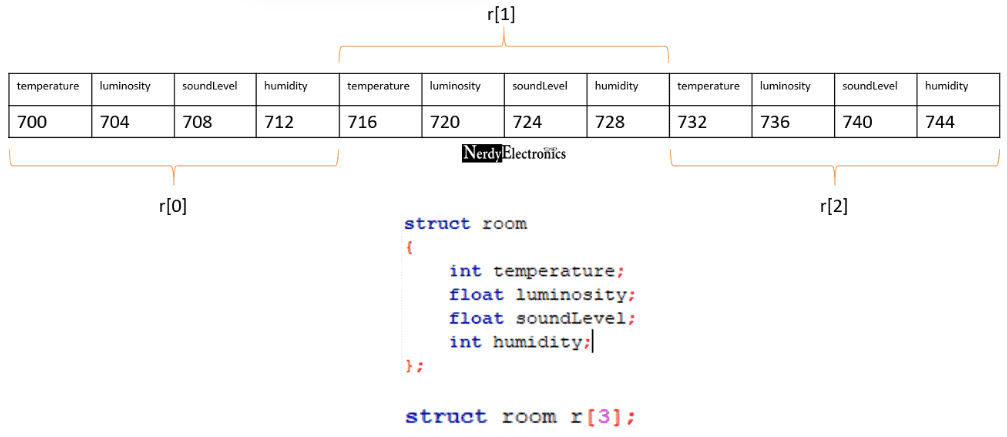 r[1]
temperature luminosity soundLevel humidity temperature luminosity soundLevel humidity temperature luminosity soundLevel humidity
700 704 708 712 716 720 724 728 732 736 740 744
NerdyElectronics
r[0] r[2]
struct room
{
int temperature;
float luminosity;
float soundLevel;
int humidity;
};
struct room r[3];